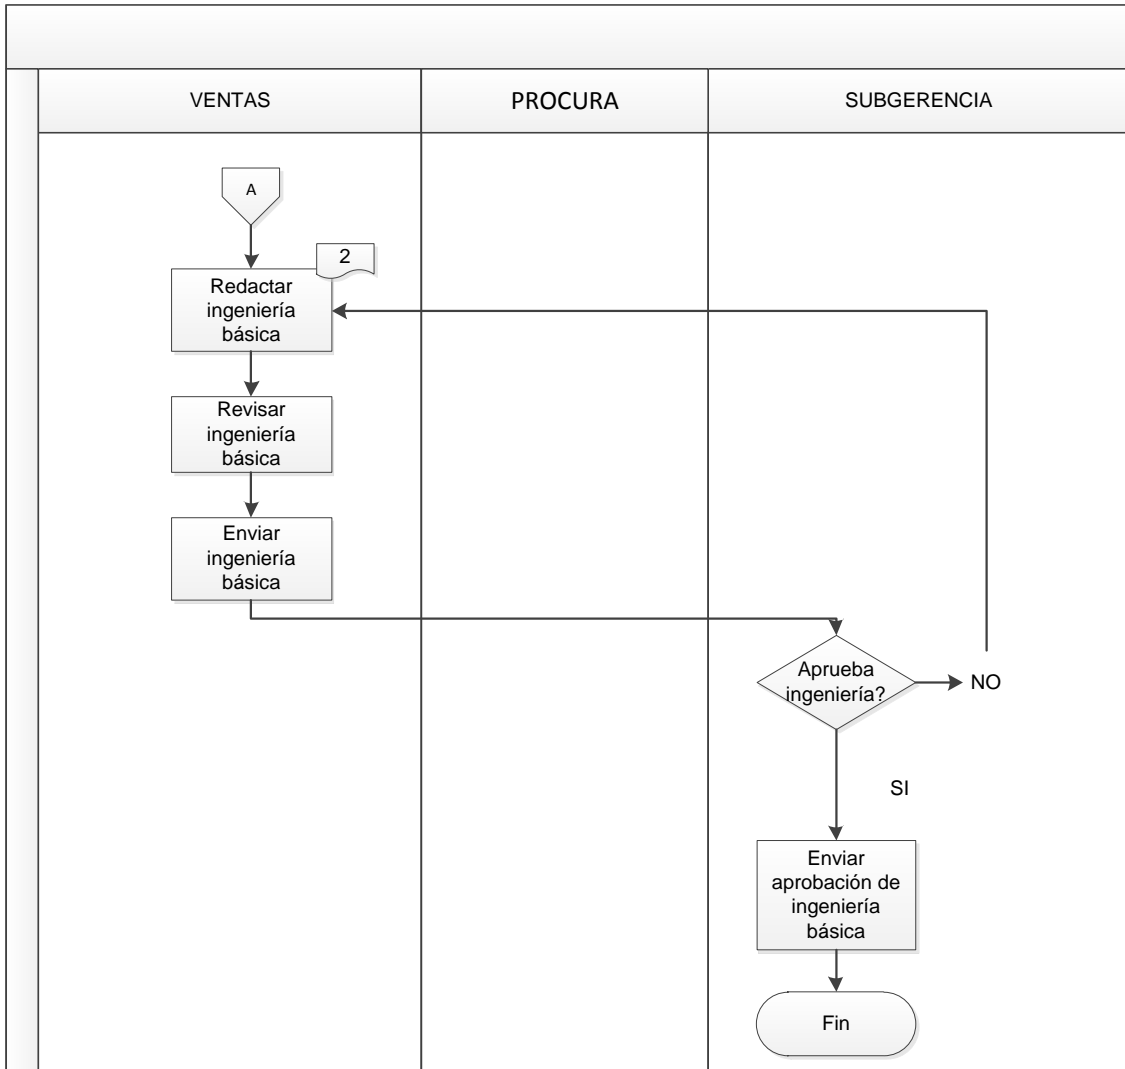 VENTAS
PROCURA
SUBGERENCIA
A
2
Redactar
ingeniería
básica
Revisar
ingeniería
básica
Enviar
ingeniería
básica
Aprueba
ingeniería?
NO
SI
Enviar
aprobación de
ingeniería
básica
Fin